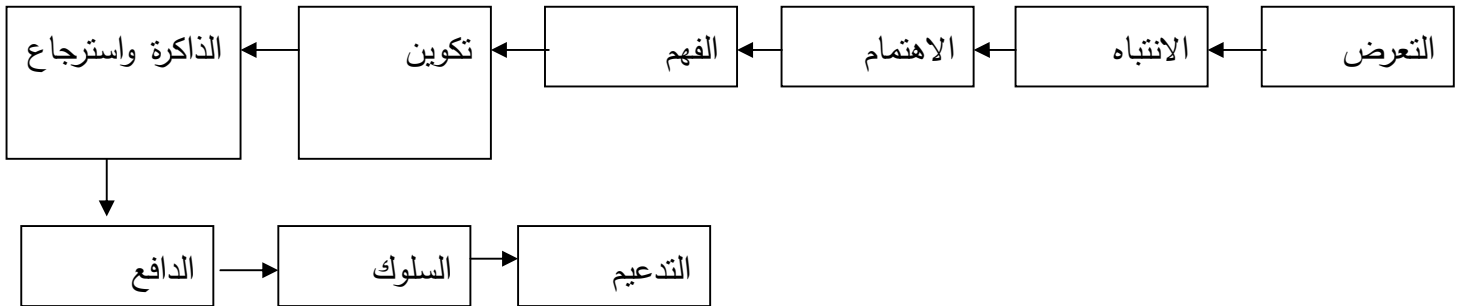 التعرض
الانتباه
الاهتمام
الفهم
تكوين
الذاكرة واسترجاع
الدافع
السلوك
التدعيم